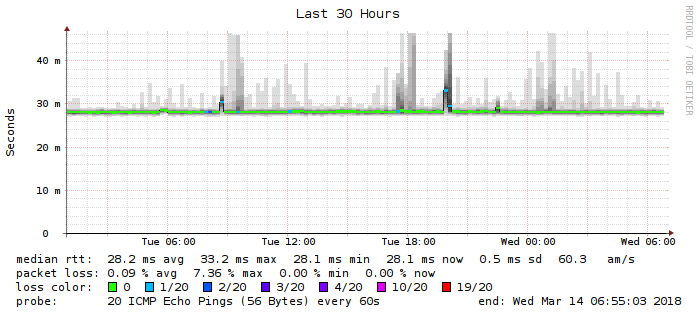 Last 30 Hours
RRDTOOL / TOBI OETIKER
Seconds
40 m
30 m
20 m
10 m
0
Tue 06:00 Tue 12:00 Tue 18:00 Wed 00:00 Wed 06:00
median rtt: 28.2 ms avg 33.2 ms max 28.1 ms min 28.1 ms now 0.5 ms sd 60.3 am/s
packet loss: 0.09 % avg 7.36 % max 0.00 % min 0.00 % now
loss color: 0 1/20 2/20 3/20 4/20 10/20 19/20
probe: 20 ICMP Echo Pings (56 Bytes) every 60s end: Wed Mar 14 06:55:03 2018